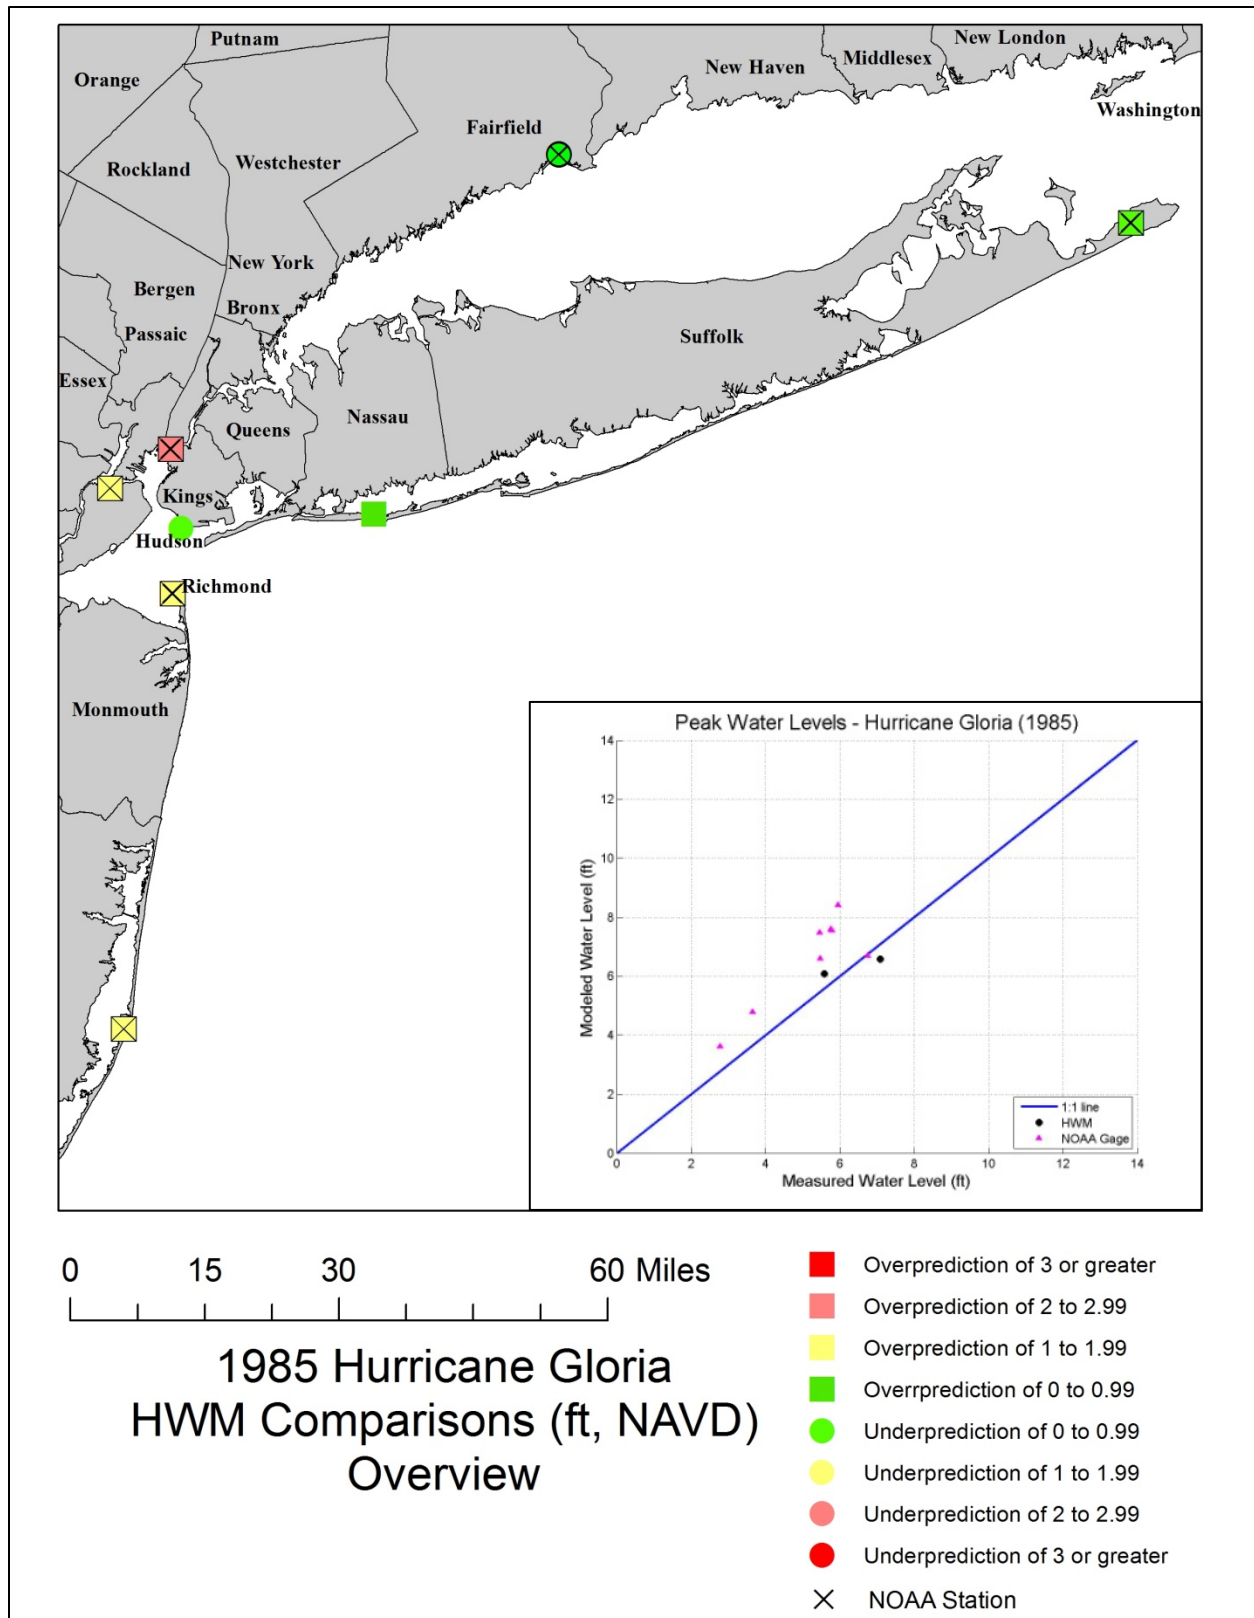 Putnam
New London
Middlesex
New Haven
Orange
Washington
Fairfield
Westchester
Rockland
New York
Bergen
Bronx
Passaic
Suffolk
Essex
Nassau
Queens
Kings
Hudson
Richmond
Monmouth
Peak Water Levels - Hurricane Gloria (1985)
14
12
10
8
6
4
2
0
Modeled Water Level (ft)
0 2 4 6 8 10 12 14
Measured Water Level (ft)
1:1 line
HWM
NOAA Gage
0 15 30 60 Miles
1985 Hurricane Gloria
HWM Comparisons (ft, NAVD)
Overview
Overprediction of 3 or greater
Overprediction of 2 to 2.99
Overprediction of 1 to 1.99
Overrprediction of 0 to 0.99
Underprediction of 0 to 0.99
Underprediction of 1 to 1.99
Underprediction of 2 to 2.99
Underprediction of 3 or greater
NOAA Station